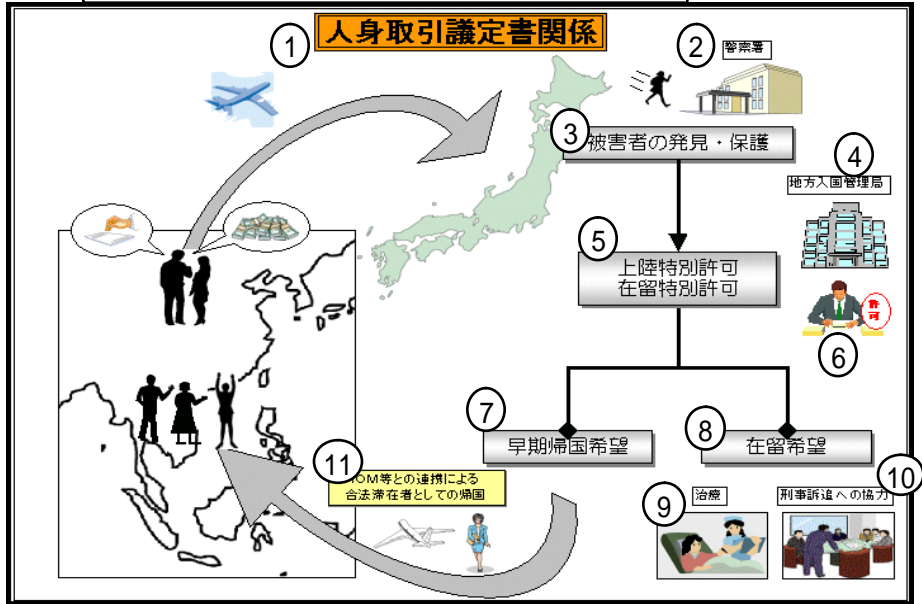 人身取引議定書関係
1
2
警察署
3
被害者の発見・保護
4
地方入国管理局
5
上陸特別許可
在留特別許可
許
可
6
7
早期帰国希望
8
在留希望
11
OM等との連携による
合法滞在者としての帰国
9
治療
10
刑事訴追への協力